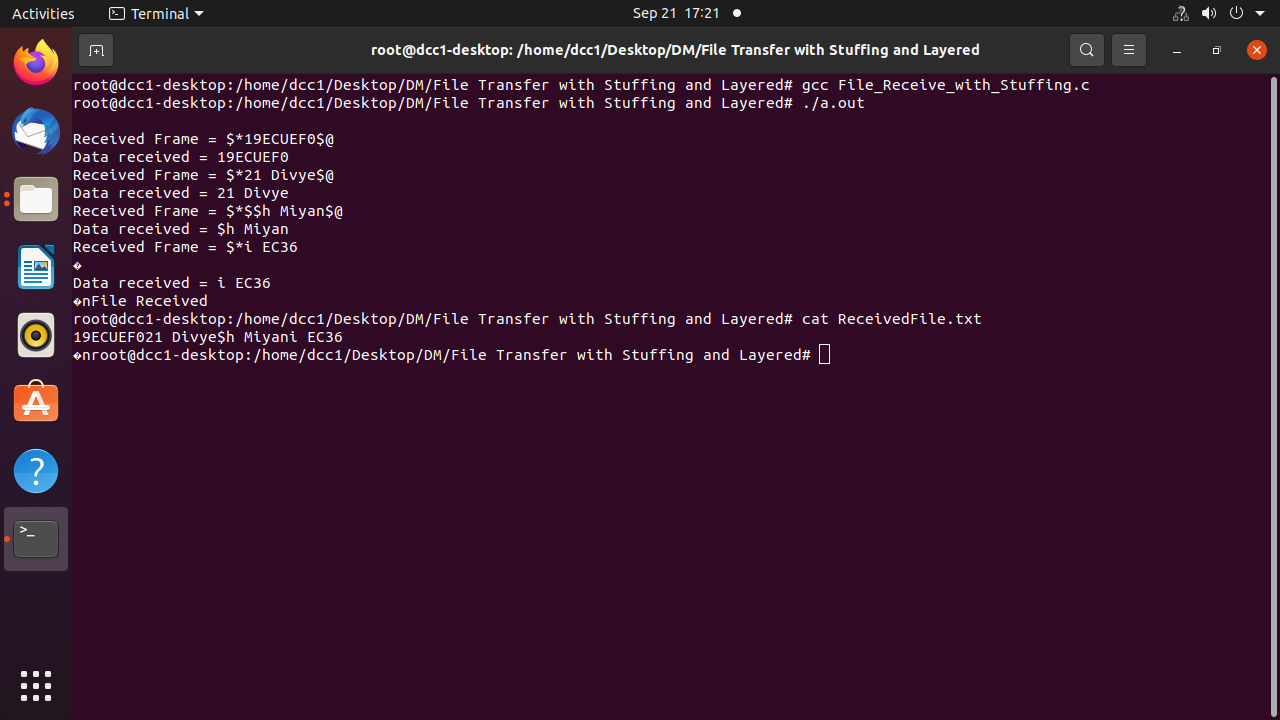 Activities Terminal Sep 21 17:21
root@dcc1-desktop: /home/dcc1/Desktop/DM/File Transfer with Stuffing and Layered
root@dcc1-desktop:/home/dcc1/Desktop/DM/File Transfer with Stuffing and Layered# gcc File_Receive_with_Stuffing.c
root@dcc1-desktop:/home/dcc1/Desktop/DM/File Transfer with Stuffing and Layered# ./a.out
Received Frame = $*19ECUEF0$@
Data received = 19ECUEF0
Received Frame = $*21 Divye$@
Data received = 21 Divye
Received Frame = $*$$h Miyan$@
Data received = $h Miyan
Received Frame = $*i EC36
�
Data received = i EC36
�nFile Received
root@dcc1-desktop:/home/dcc1/Desktop/DM/File Transfer with Stuffing and Layered# cat ReceivedFile.txt
19ECUEF021 Divye$h Miyani EC36
�nroot@dcc1-desktop:/home/dcc1/Desktop/DM/File Transfer with Stuffing and Layered#